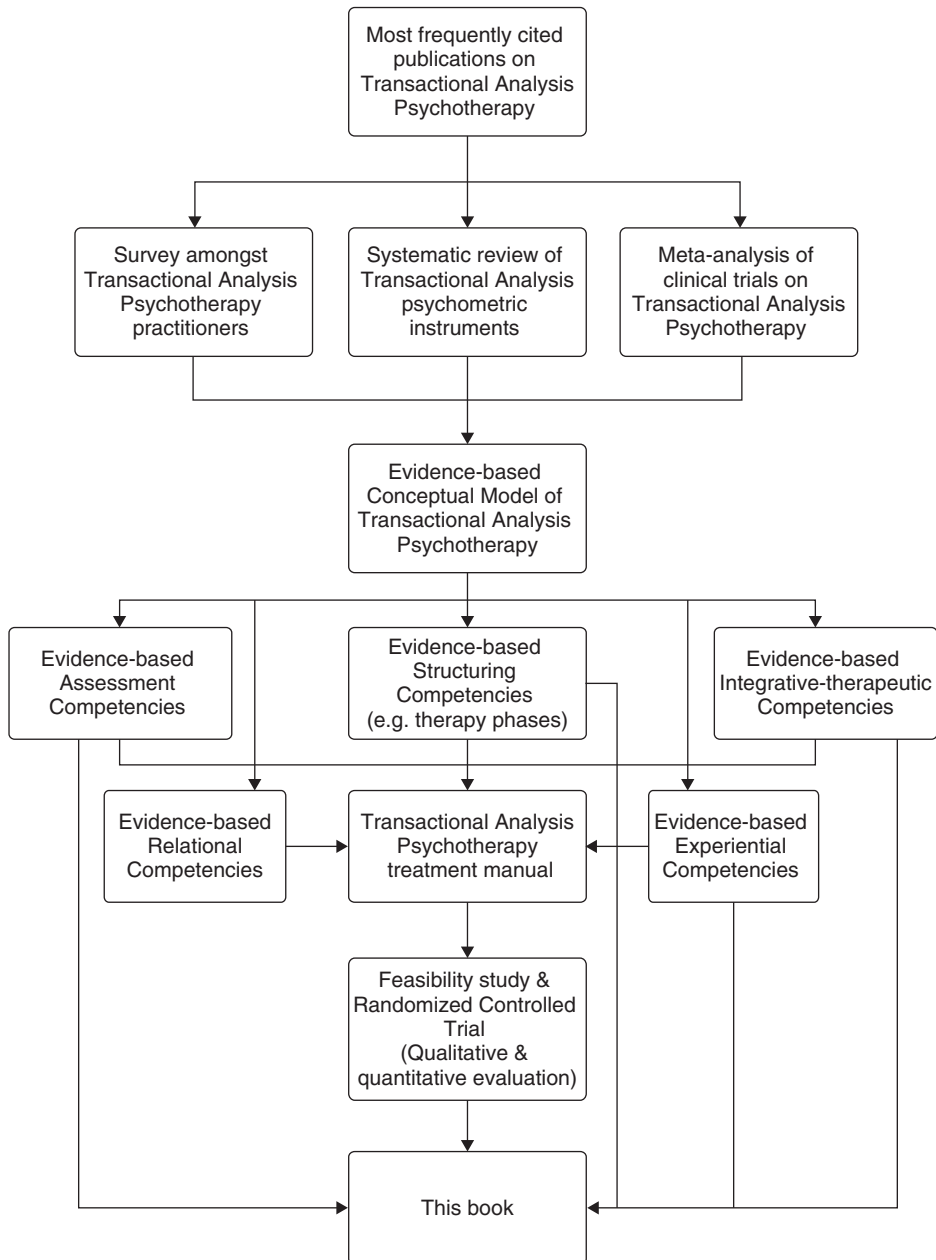 Most frequently cited
publications on
Transactional Analysis
Psychotherapy
Survey amongst
Transactional Analysis
Psychotherapy
practitioners
Systematic review of
Transactional Analysis
psychometric
instruments
Meta-analysis of
clinical trials on
Transactional Analysis
Psychotherapy
Evidence-based
Conceptual Model of
Transactional Analysis
Psychotherapy
Evidence-based
Assessment
Competencies
Evidence-based
Structuring
Competencies
(e.g. therapy phases)
Evidence-based
Integrative-therapeutic
Competencies
Evidence-based
Relational
Competencies
Transactional Analysis
Psychotherapy
treatment manual
Evidence-based
Experiential
Competencies
Feasibility study &
Randomized Controlled
Trial
(Qualitative &
quantitative evaluation)
This book